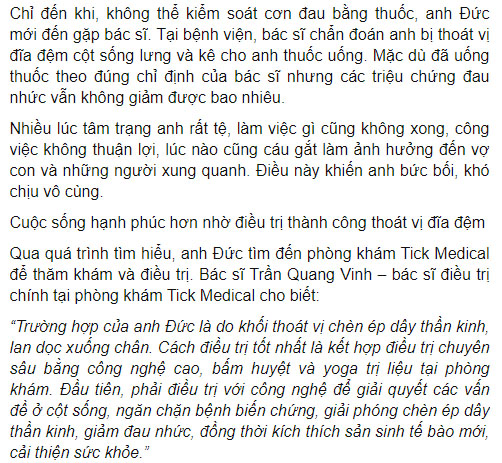 Chỉ đến khi, không thể kiểm soát cơn đau bằng thuốc, anh Đức
mới đến gặp bác sĩ. Tại bệnh viện, bác sĩ chẩn đoán anh bị thoát vị
đĩa đệm cột sống lưng và kê cho anh thuốc uống. Mặc dù đã uống
thuốc theo đúng chỉ định của bác sĩ nhưng các triệu chứng đau
nhức vẫn không giảm được bao nhiêu.
Nhiều lúc tâm trạng anh rất tệ, làm việc gì cũng không xong, công
việc không thuận lợi, lúc nào cũng cáu gắt làm ảnh hưởng đến vợ
con và những người xung quanh. Điều này khiến anh bức bối, khó
chịu vô cùng.
Cuộc sống hạnh phúc hơn nhờ điều trị thành công thoát vị đĩa đệm
Qua quá trình tìm hiểu, anh Đức tìm đến phòng khám Tick Medical
để thăm khám và điều trị. Bác sĩ Trần Quang Vinh – bác sĩ điều trị
chính tại phòng khám Tick Medical cho biết:
“Trường hợp của anh Đức là do khối thoát vị chèn ép dây thần kinh,
lan dọc xuống chân. Cách điều trị tốt nhất là kết hợp điều trị chuyên
sâu bằng công nghệ cao, bấm huyệt và yoga trị liệu tại phòng
khám. Đầu tiên, phải điều trị với công nghệ để giải quyết các vấn
đề ở cột sống, ngăn chặn bệnh biến chứng, giải phóng chèn ép dây
thần kinh, giảm đau nhức, đồng thời kích thích sản sinh tế bào mới,
cải thiện sức khỏe.”